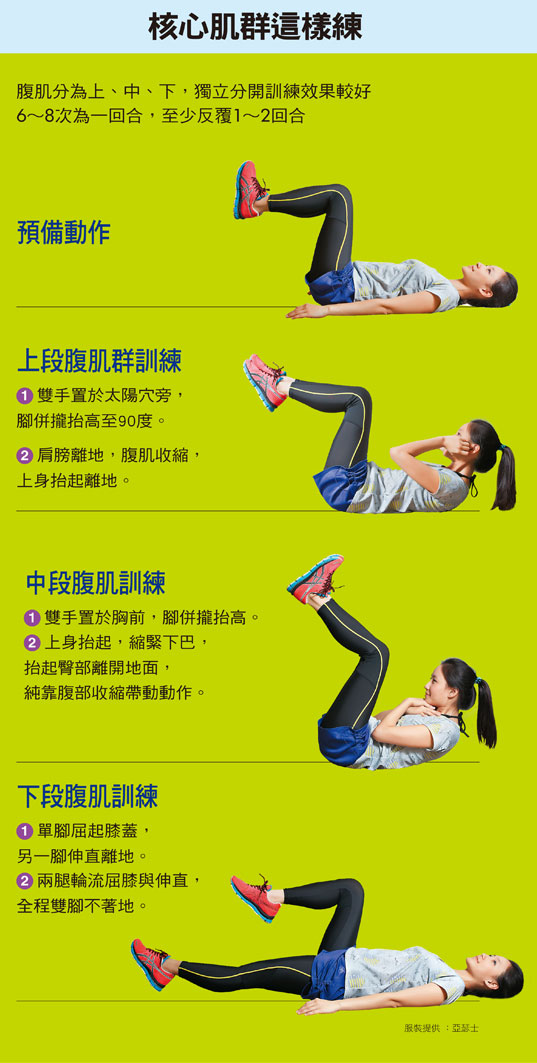 核心肌群這樣練
腹肌分為上、中、下，獨立分開訓練效果較好
6～8次為一回合，至少反覆1～2回合
預備動作
上段腹肌群訓練
1 雙手置於太陽穴旁，
腳併攏抬高至90度。
2 肩膀離地，腹肌收縮，
上身抬起離地。
中段腹肌訓練
1 雙手置於胸前，腳併攏抬高。
2 上身抬起，縮緊下巴，
抬起臀部離開地面，
純靠腹部收縮帶動動作。
下段腹肌訓練
1 單腳屈起膝蓋，
另一腳伸直離地。
2 兩腿輪流屈膝與伸直，
全程雙腳不著地。
服裝提供：亞瑟士